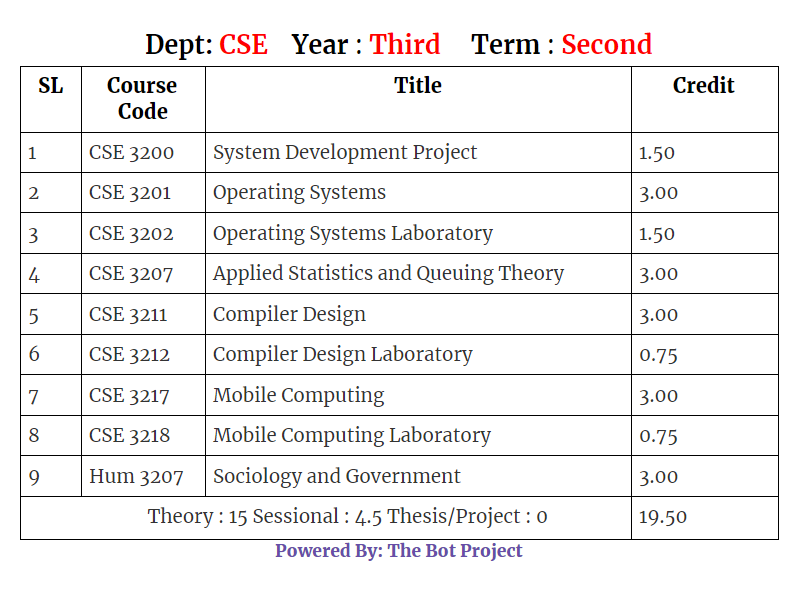 Dept: CSE Year : Third Term : Second
SL Course Code Title Credit
1 CSE 3200 System Development Project 1.50
2 CSE 3201 Operating Systems 3.00
3 CSE 3202 Operating Systems Laboratory 1.50
4 CSE 3207 Applied Statistics and Queuing Theory 3.00
5 CSE 3211 Compiler Design 3.00
6 CSE 3212 Compiler Design Laboratory 0.75
7 CSE 3217 Mobile Computing 3.00
8 CSE 3218 Mobile Computing Laboratory 0.75
9 Hum 3207 Sociology and Government 3.00
Theory : 15 Sessional : 4.5 Thesis/Project : 0 19.50
Powered By: The Bot Project